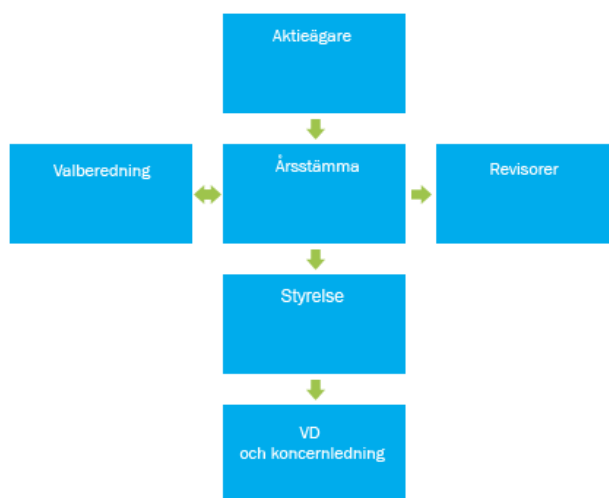 Aktieägare
Valberedning
Årsstämma
Revisorer
Styrelse
VD
och koncernledning